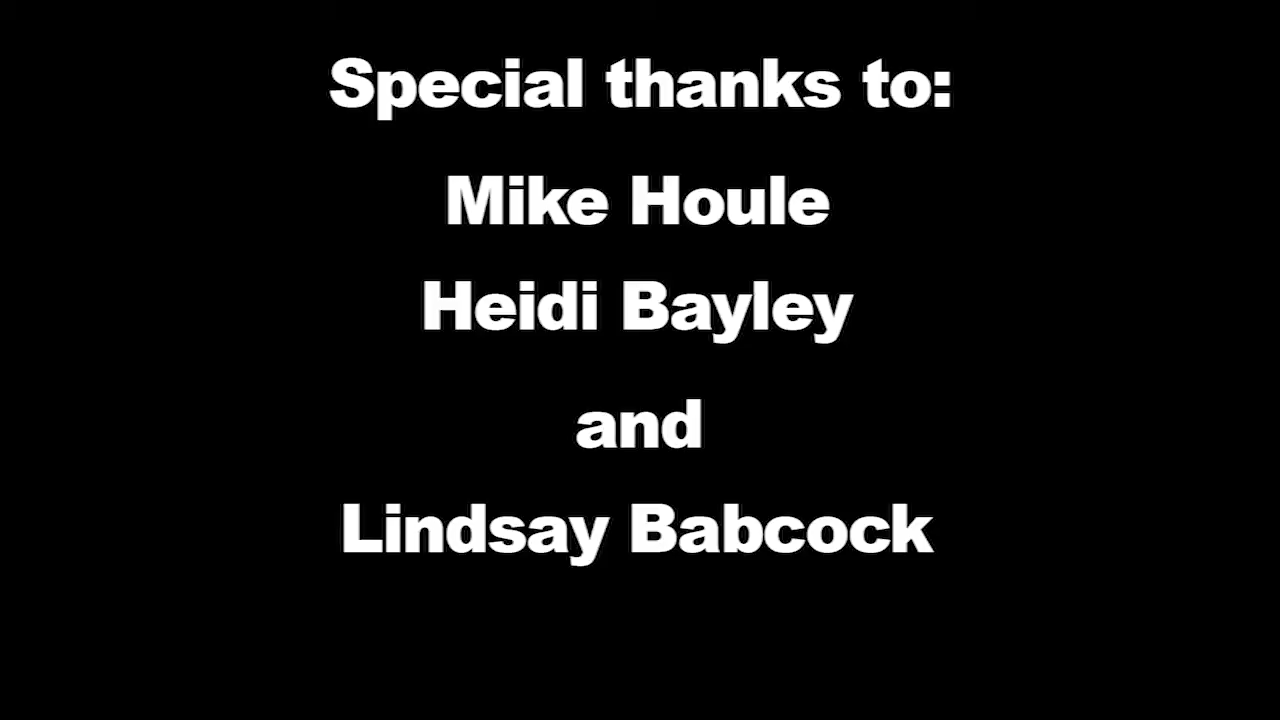 Special thanks to:
Mike Houle
Heidi Bayley
and
Lindsay Babcock